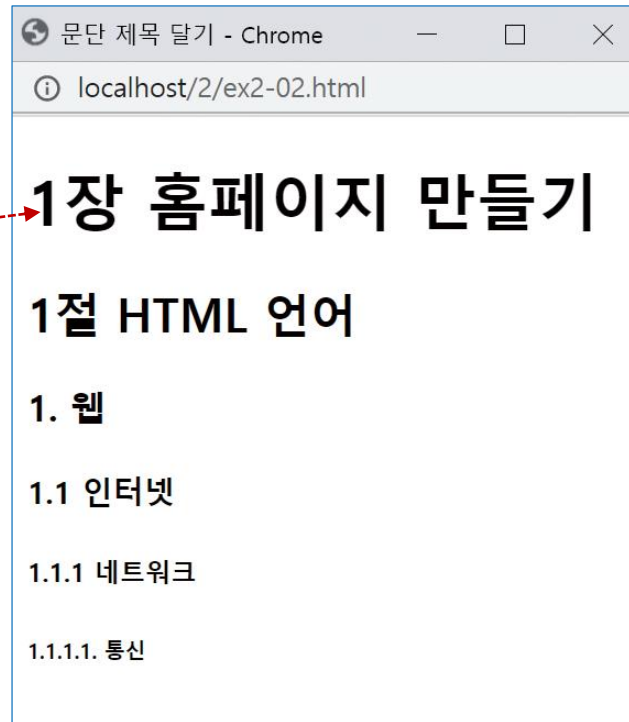 문단 제목 달기 - Chrome
localhost/2/ex2-02.html
1장 홈페이지 만들기
1절 HTML 언어
1. 웹
1.1 인터넷
1.1.1 네트워크
1.1.1.1. 통신